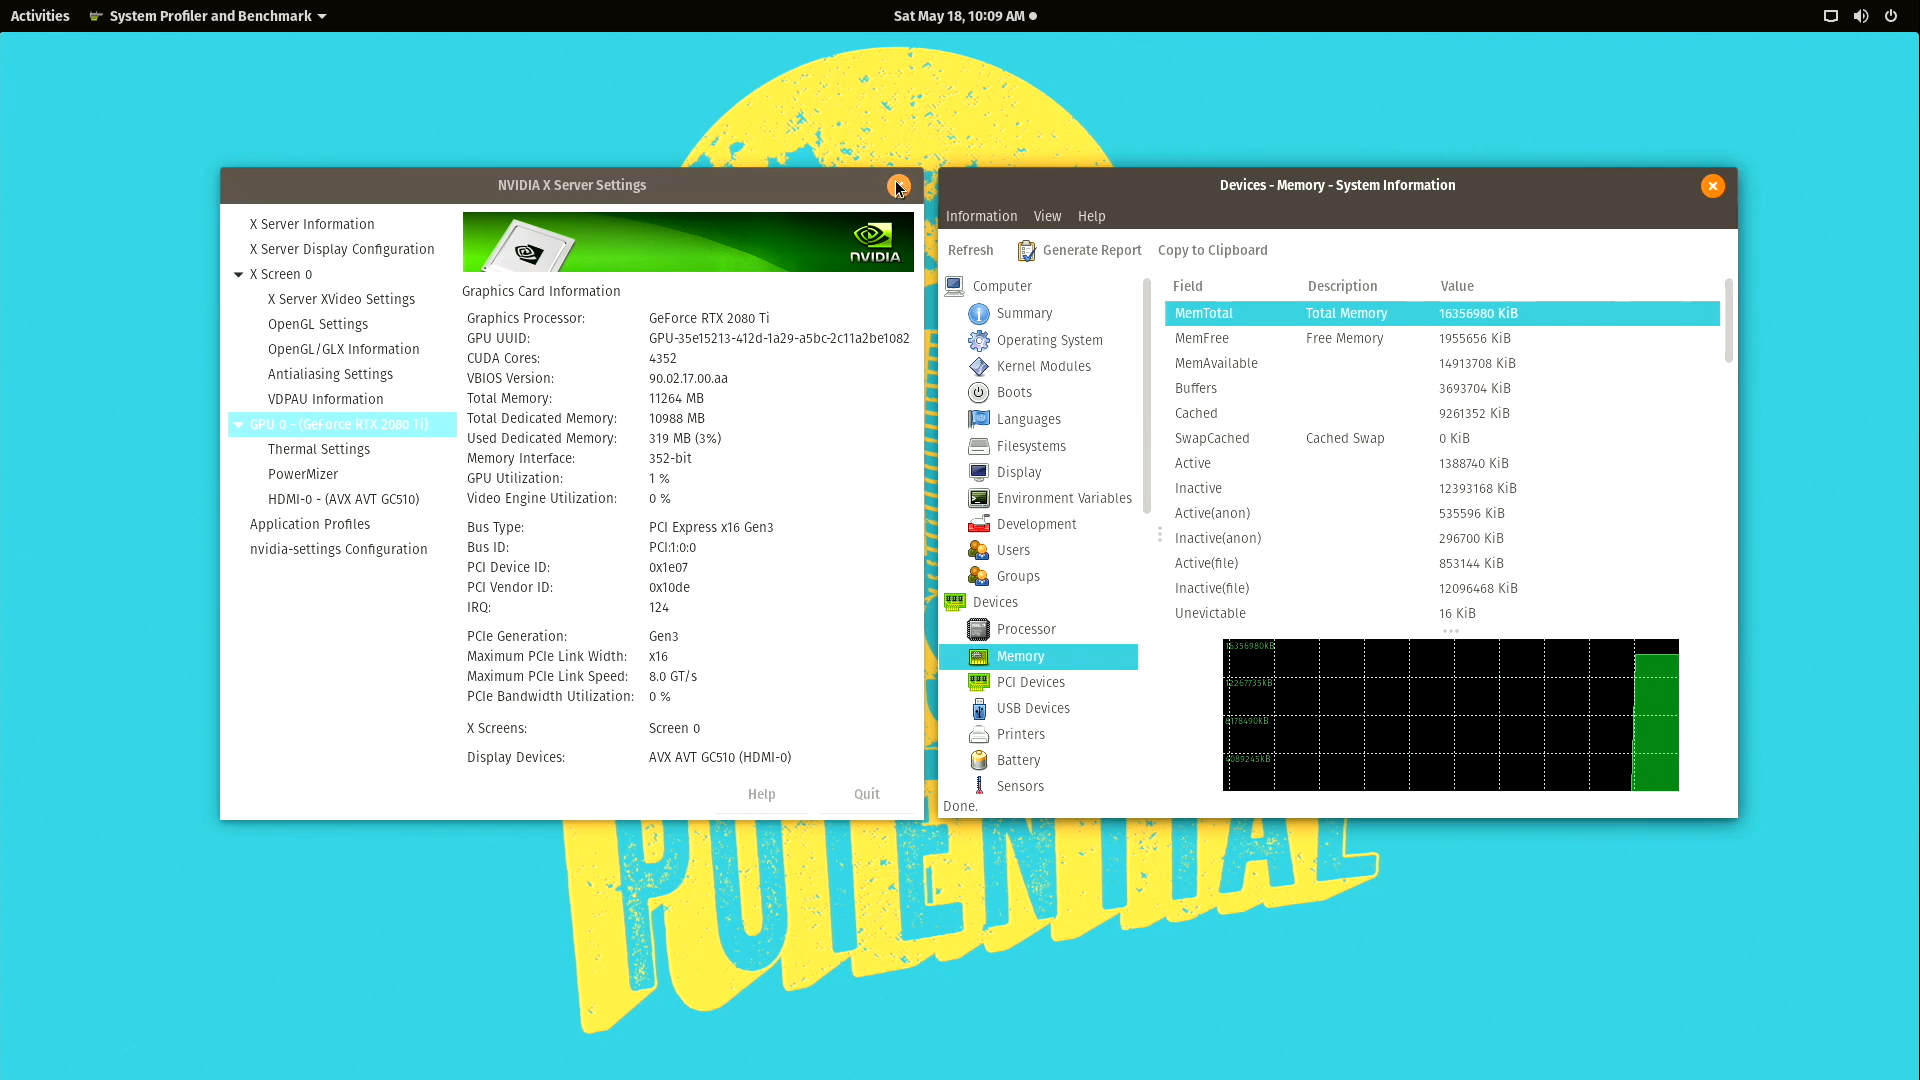 Activities
System Profiler and Benchmark
Sat May 18, 10:09 AM
NVIDIA X Server Settings
X Server Information
X Server Display Configuration
X Screen 0
X Server XVideo Settings
OpenGL Settings
OpenGL/GLX Information
Antialiasing Settings
VDPAU Information
GPU 0 - (GeForce RTX 2080 Ti)
Thermal Settings
PowerMizer
HDMI-0 - (AVX AVT GC510)
Application Profiles
nvidia-settings Configuration
NVIDIA
Graphics Card Information
Graphics Processor: GeForce RTX 2080 Ti
GPU UUID: GPU-35e15213-412d-1a29-a5bc-2c11a2be1082
CUDA Cores: 4352
VBIOS Version: 90.02.17.00.aa
Total Memory: 11264 MB
Total Dedicated Memory: 10988 MB
Used Dedicated Memory: 319 MB (3%)
Memory Interface: 352-bit
GPU Utilization: 1 %
Video Engine Utilization: 0 %
Bus Type: PCI Express x16 Gen3
Bus ID: PCI:1:0:0
PCI Device ID: 0x1e07
PCI Vendor ID: 0x10de
IRQ: 124
PCIe Generation: Gen3
Maximum PCIe Link Width: x16
Maximum PCIe Link Speed: 8.0 GT/s
PCIe Bandwidth Utilization: 0 %
X Screens: Screen 0
Display Devices: AVX AVT GC510 (HDMI-0)
Help Quit
Devices - Memory - System Information
Information View Help
Refresh Generate Report Copy to Clipboard
Computer
Summary
Operating System
Kernel Modules
Boots
Languages
Filesystems
Display
Environment Variables
Development
Users
Groups
Devices
Processor
Memory
PCI Devices
USB Devices
Printers
Battery
Sensors
Field Description Value
MemTotal Total Memory 16356980 KiB
MemFree Free Memory 1955656 KiB
MemAvailable 14913708 KiB
Buffers 3693704 KiB
Cached 9261352 KiB
SwapCached Cached Swap 0 KiB
Active 1388740 KiB
Inactive 12393168 KiB
Active(anon) 535596 KiB
Inactive(anon) 296700 KiB
Active(file) 853144 KiB
Inactive(file) 12096468 KiB
Unevictable 16 KiB
16356980KB
12267735KB
8178490KB
4089245KB
Done.
POTENTIAL